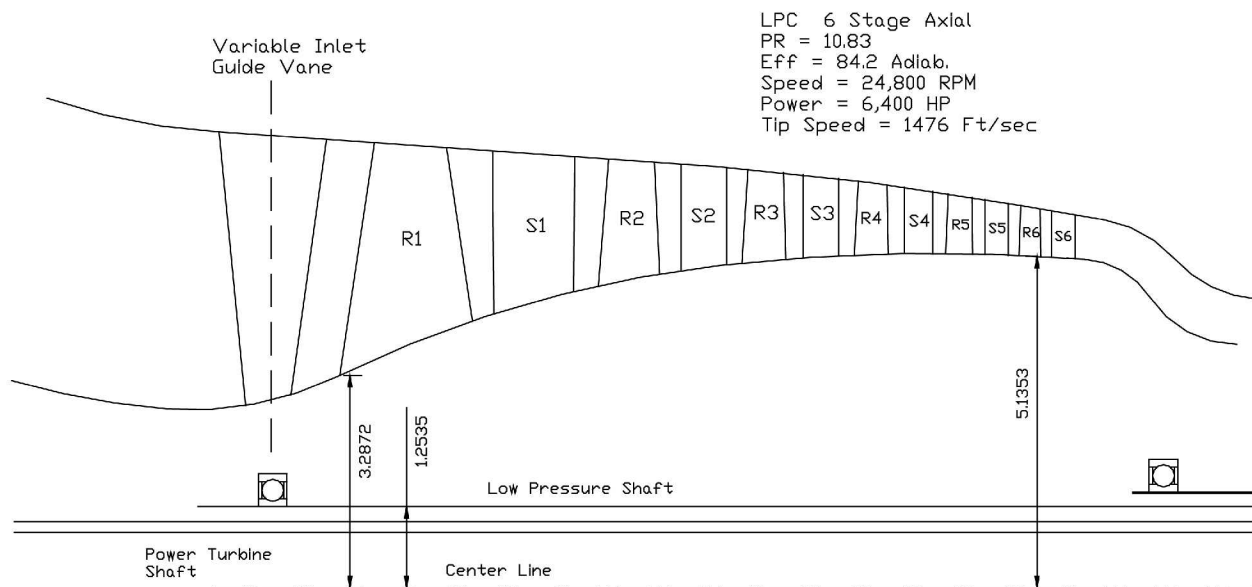 LPC 6 Stage Axial
PR = 10.83
Eff = 84.2 Adiab.
Speed = 24,800 RPM
Power = 6,400 HP
Tip Speed = 1476 Ft/sec
Variable Inlet
Guide Vane
R1
S1
R2
S2
R3
S3
R4
S4
R5
S5
R6
S6
3.2872
1.2535
5.1353
Low Pressure Shaft
Power Turbine
Shaft
Center Line